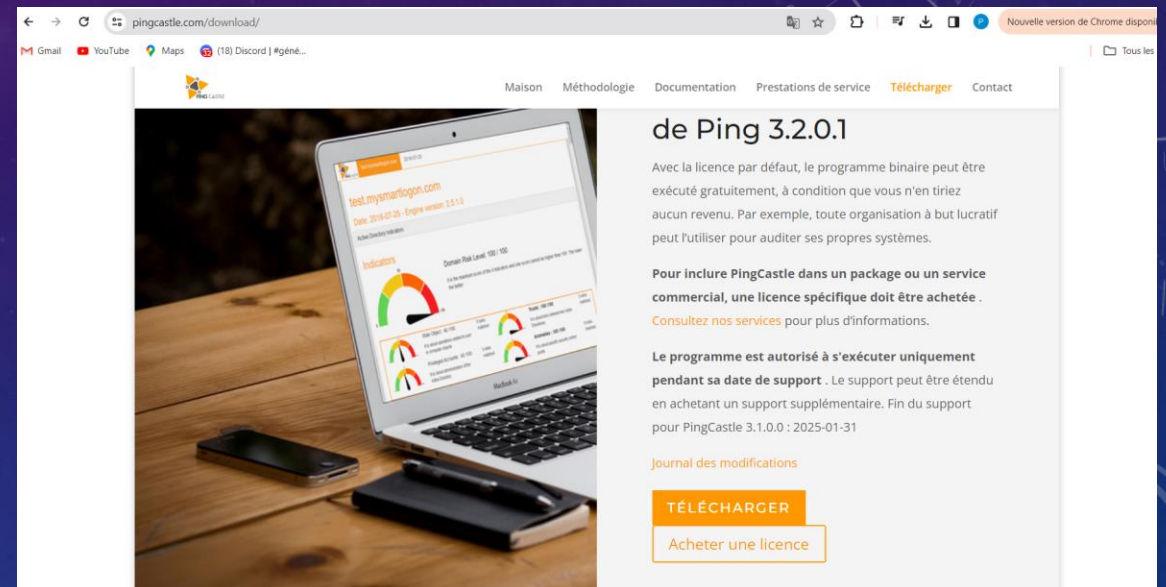 pingcastle.com/download/
Nouvelle version de Chrome disponi
Gmail
YouTube
Maps
(18) Discord | #géné...
Tous les
PING CASTLE
Maison
Méthodologie
Documentation
Prestations de service
Télécharger
Contact
de Ping 3.2.0.1
Avec la licence par défaut, le programme binaire peut être
exécuté gratuitement, à condition que vous n'en tiriez
aucun revenu. Par exemple, toute organisation à but lucratif
peut l'utiliser pour auditer ses propres systèmes.
Pour inclure PingCastle dans un package ou un service
commercial, une licence spécifique doit être achetée .
Consultez nos services pour plus d'informations.
Le programme est autorisé à s'exécuter uniquement
pendant sa date de support . Le support peut être étendu
en achetant un support supplémentaire. Fin du support
pour PingCastle 3.1.0.0 : 2025-01-31
Journal des modifications
TÉLÉCHARGER
Acheter une licence
test.mysmartlogon.com
Active Directory Indicators
Indicators
Domain Risk Level: 100 / 100
MacBook Air